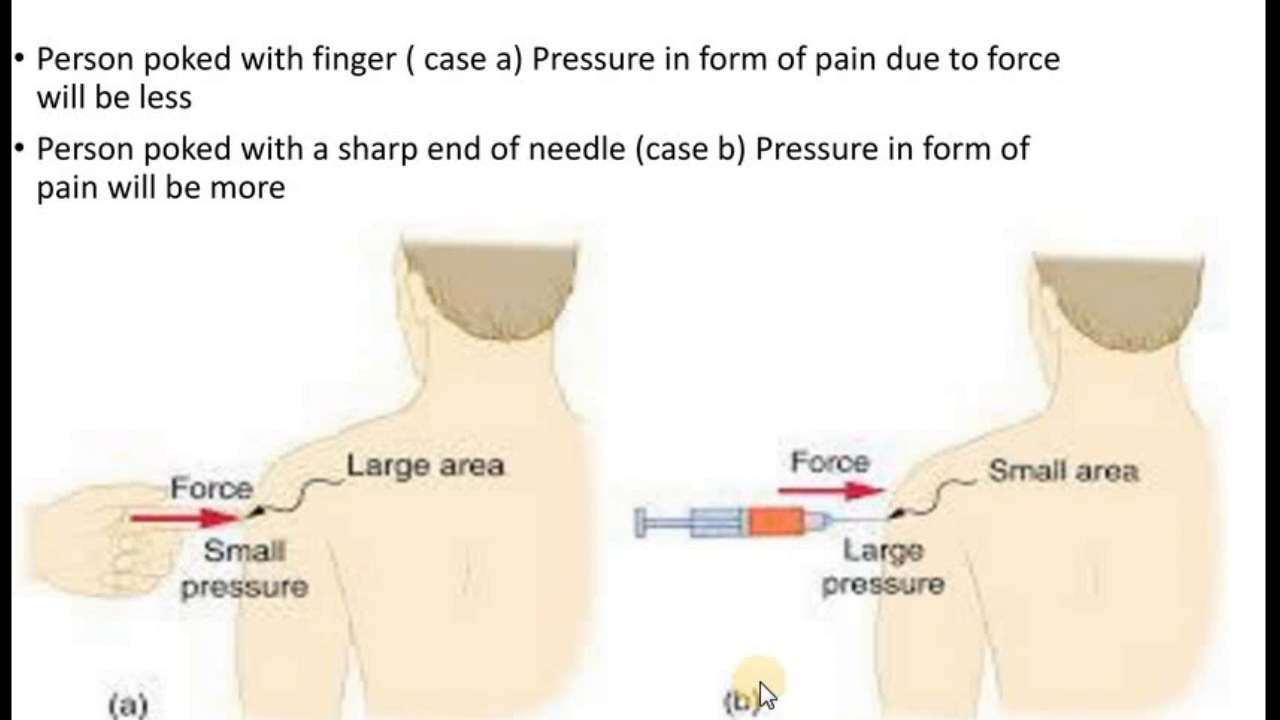 • Person poked with finger ( case a) Pressure in form of pain due to force
will be less
• Person poked with a sharp end of needle (case b) Pressure in form of
pain will be more
Force
Large area
Small
pressure
(a)
Force
Small area
Large
pressure
(b)